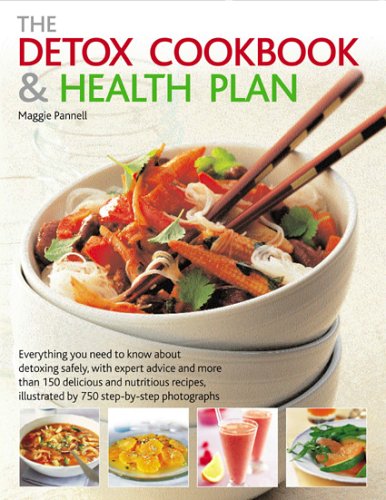 THE
DETOX COOKBOOK
& HEALTH PLAN
Maggie Pannell
Everything you need to know about
detoxing safely, with expert advice and more
than 150 delicious and nutritious recipes,
illustrated by 750 step-by-step photographs